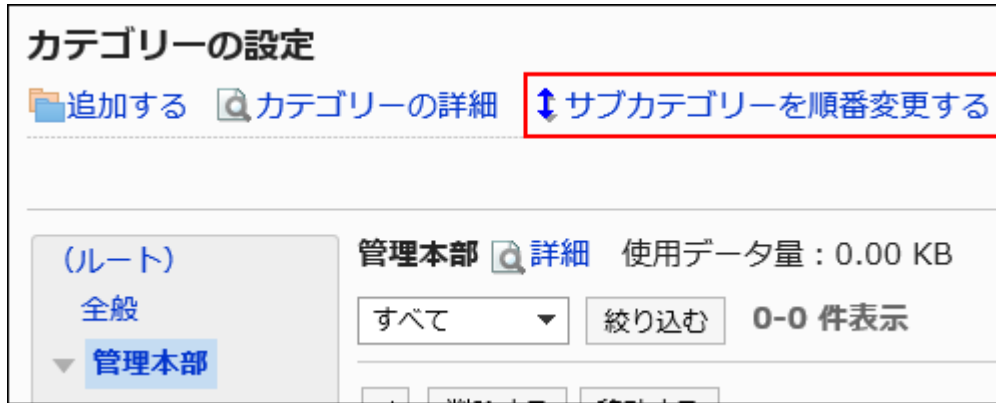 カテゴリーの設定
追加する カテゴリーの詳細 サブカテゴリーを順番変更する
(ルート)
全般
管理本部
管理本部 詳細 使用データ量 : 0.00 KB
すべて 絞り込む 0-0 件表示